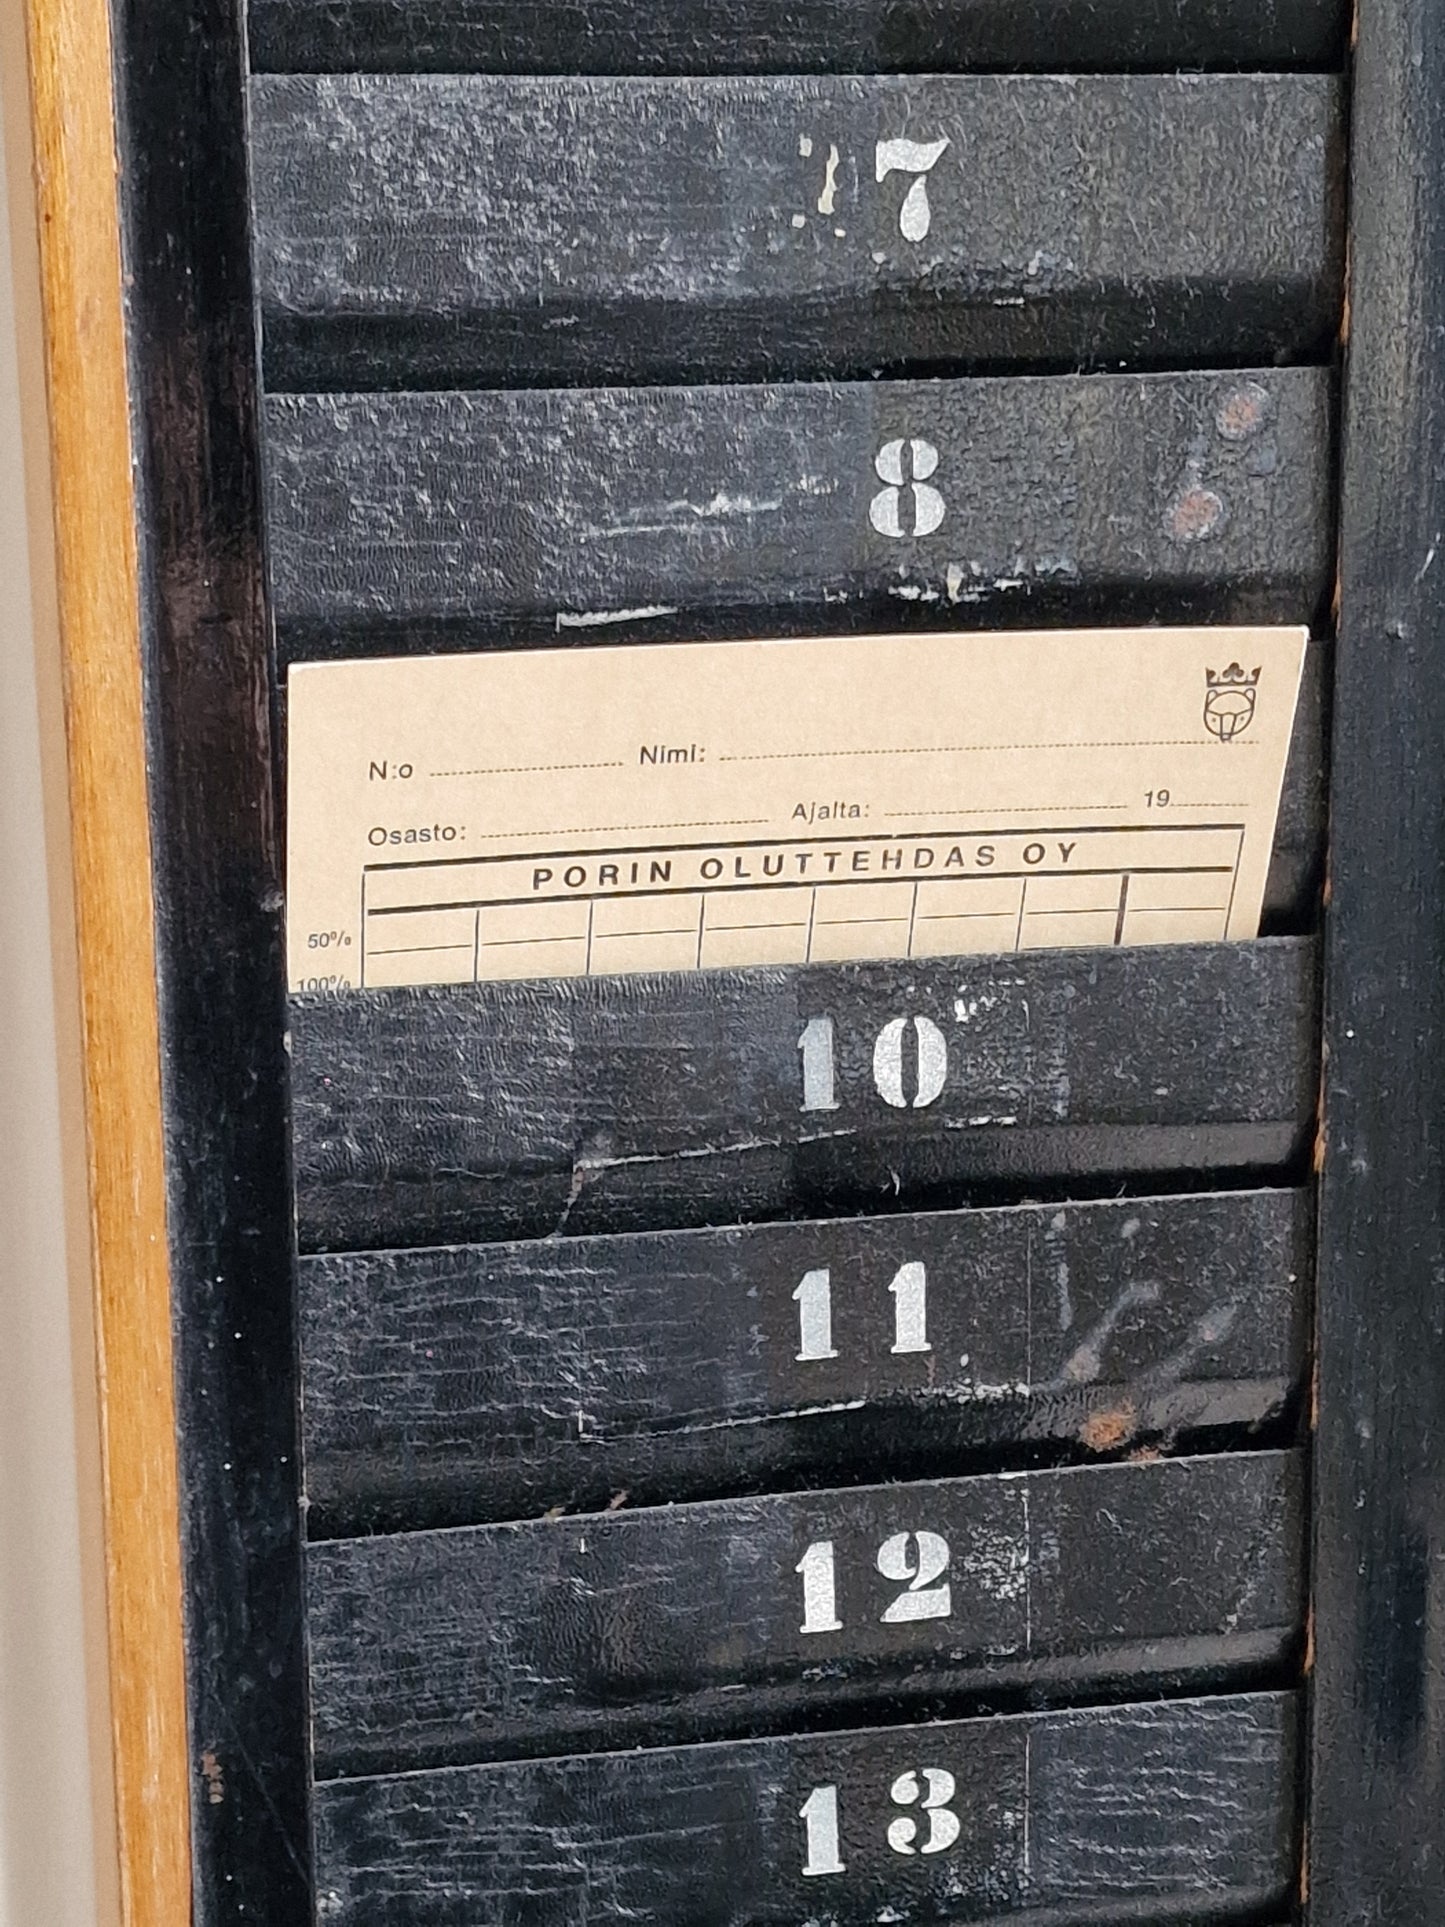 7
8
N:o Nimi:
Osasto: Ajalta: 19
PORIN OLUTTEHDAS OY
50%
100%
10
11
12
13